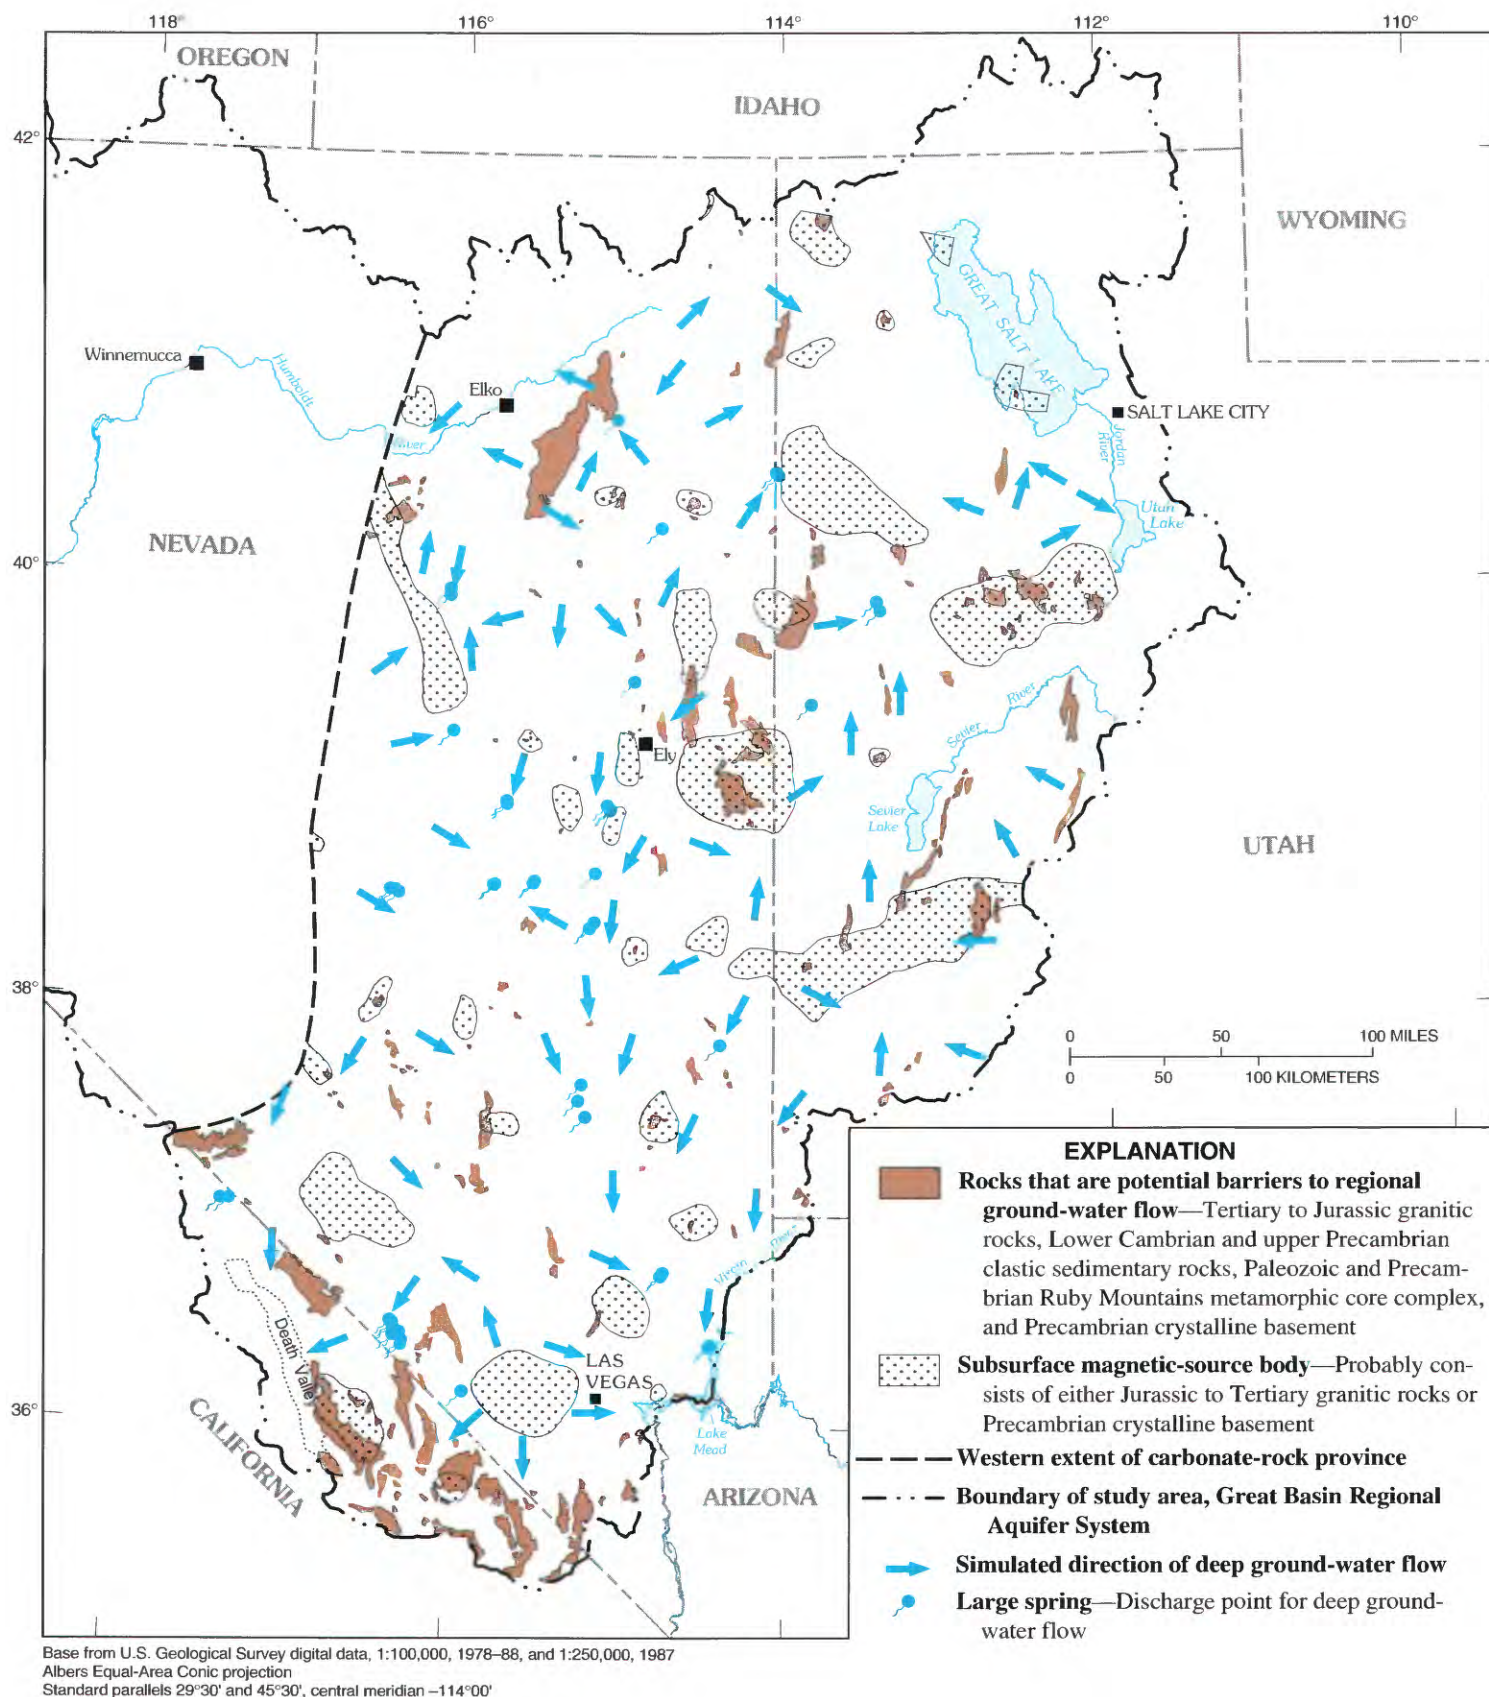 118°
116°
114°
112°
110°
OREGON
IDAHO
42°
WYOMING
GREAT SALT LAKE
Winnemucca
Humboldt
River
Elko
SALT LAKE CITY
Jordan
River
Utah
Lake
NEVADA
40°
Sevier
River
Ely
Sevier
Lake
UTAH
38°
0 50 100 MILES
0 50 100 KILOMETERS
Virgin River
Death Valley
LAS
VEGAS
36°
CALIFORNIA
Lake
Mead
ARIZONA
EXPLANATION
Rocks that are potential barriers to regional
ground-water flow—Tertiary to Jurassic granitic
rocks, Lower Cambrian and upper Precambrian
clastic sedimentary rocks, Paleozoic and Precam-
brian Ruby Mountains metamorphic core complex,
and Precambrian crystalline basement
Subsurface magnetic-source body—Probably con-
sists of either Jurassic to Tertiary granitic rocks or
Precambrian crystalline basement
Western extent of carbonate-rock province
Boundary of study area, Great Basin Regional
Aquifer System
Simulated direction of deep ground-water flow
Large spring—Discharge point for deep ground-
water flow
Base from U.S. Geological Survey digital data, 1:100,000, 1978–88, and 1:250,000, 1987
Albers Equal-Area Conic projection
Standard parallels 29°30' and 45°30', central meridian –114°00'